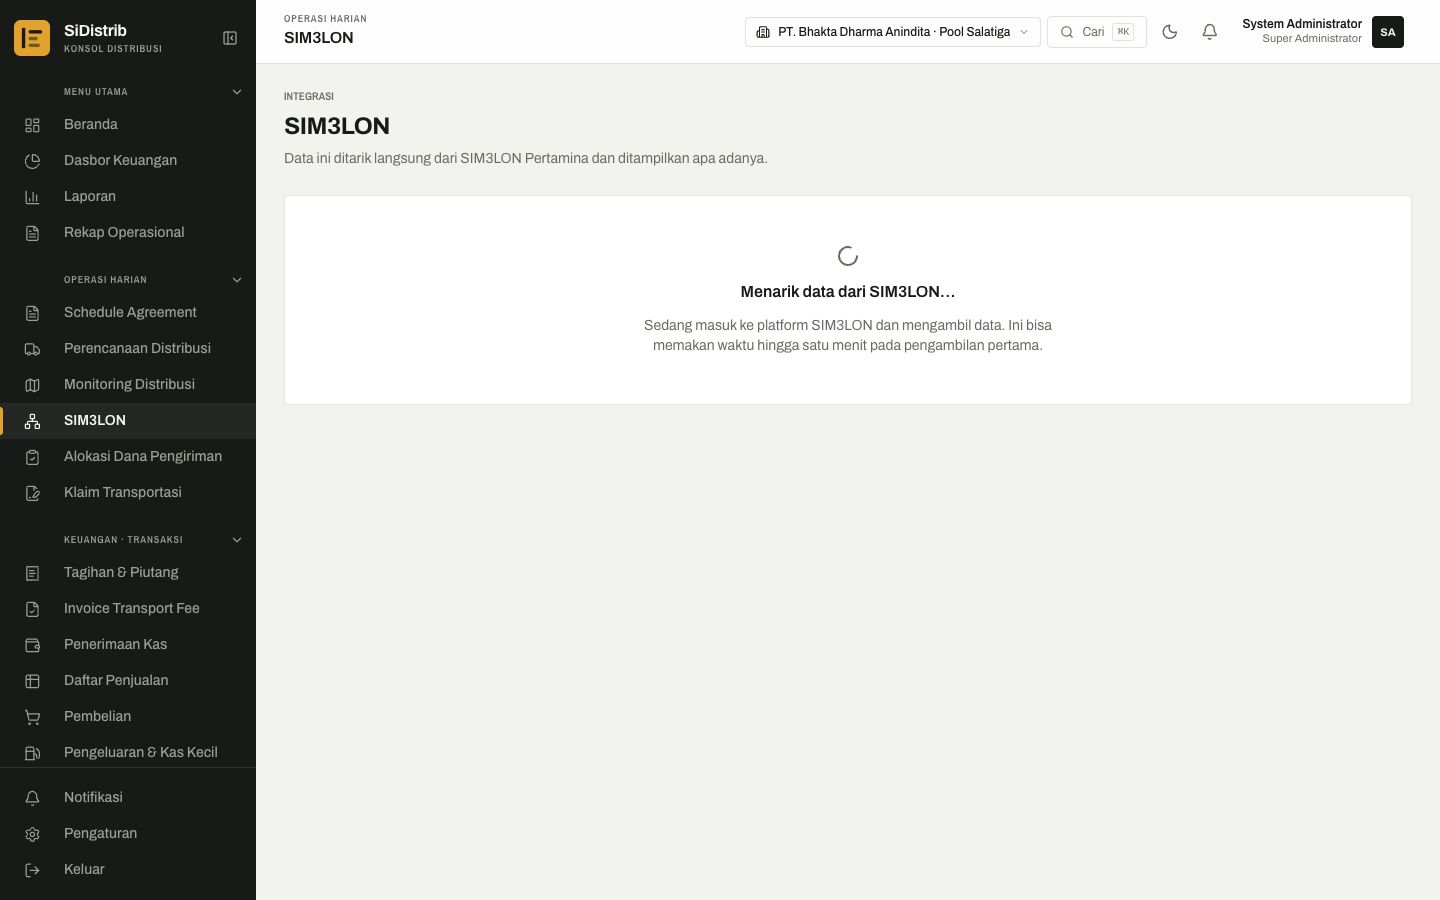 SiDistrib
KONSOL DISTRIBUSI
MENU UTAMA
Beranda
Dasbor Keuangan
Laporan
Rekap Operasional
OPERASI HARIAN
Schedule Agreement
Perencanaan Distribusi
Monitoring Distribusi
SIM3LON
Alokasi Dana Pengiriman
Klaim Transportasi
KEUANGAN · TRANSAKSI
Tagihan & Piutang
Invoice Transport Fee
Penerimaan Kas
Daftar Penjualan
Pembelian
Pengeluaran & Kas Kecil
Notifikasi
Pengaturan
Keluar
OPERASI HARIAN
SIM3LON
PT. Bhakta Dharma Anindita · Pool Salatiga
Cari ⌘K
System Administrator
Super Administrator
SA
INTEGRASI
SIM3LON
Data ini ditarik langsung dari SIM3LON Pertamina dan ditampilkan apa adanya.
Menarik data dari SIM3LON...
Sedang masuk ke platform SIM3LON dan mengambil data. Ini bisa
memakan waktu hingga satu menit pada pengambilan pertama.